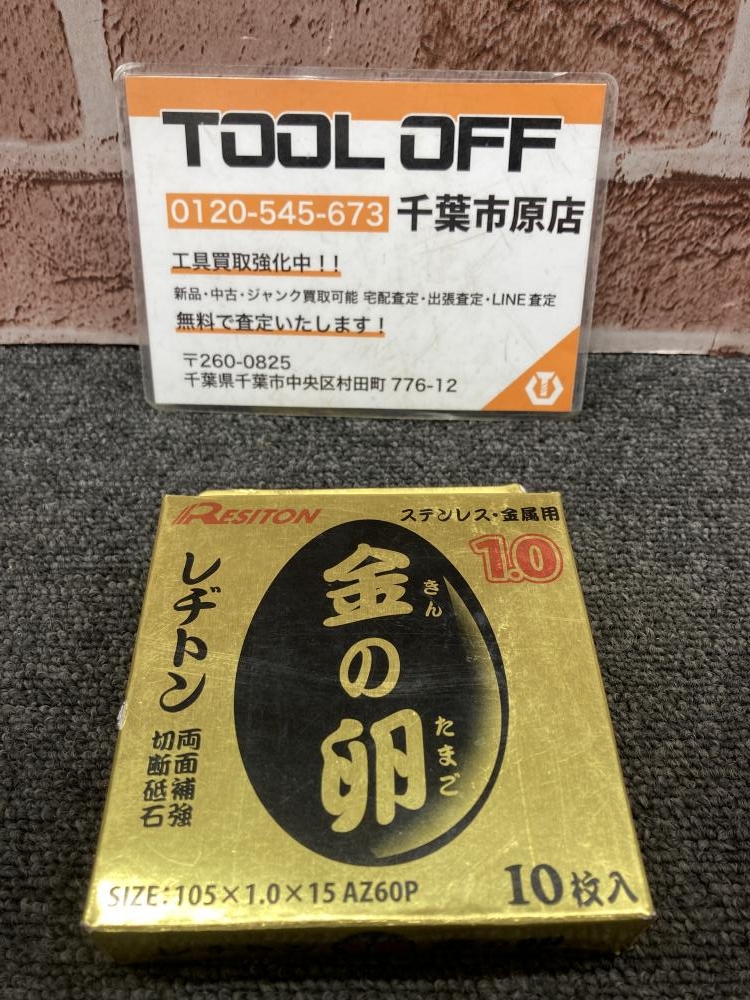 TOOL OFF
0120-545-673 千葉市原店
工具買取強化中!!
新品・中古・ジャンク買取可能 宅配査定・出張査定・LINE査定
無料で査定いたします!
〒260-0825
千葉県千葉市中央区村田町 776-12
RESITON
ステンレス・金属用
1.0
レヂトン
両面補強
切断砥石
金の卵
きん
たまご
SIZE:105×1.0×15 AZ60P
10枚入